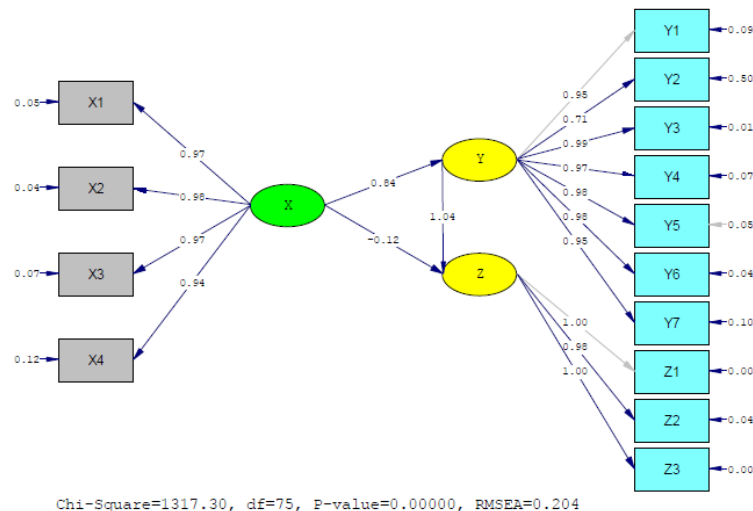 Y1
0.09
0.05
X1
Y2
0.50
0.95
0.71
Y3
0.01
0.99
0.97
0.97
0.04
X2
0.98
Y
Y4
0.07
0.84
0.98
X
1.04
Y5
0.05
0.98
0.97
-0.12
0.95
0.07
X3
Z
Y6
0.04
0.94
Y7
0.10
1.00
0.98
0.12
X4
1.00
Z1
0.00
Z2
0.04
Z3
0.00
Chi-Square=1317.30, df=75, P-value=0.00000, RMSEA=0.204